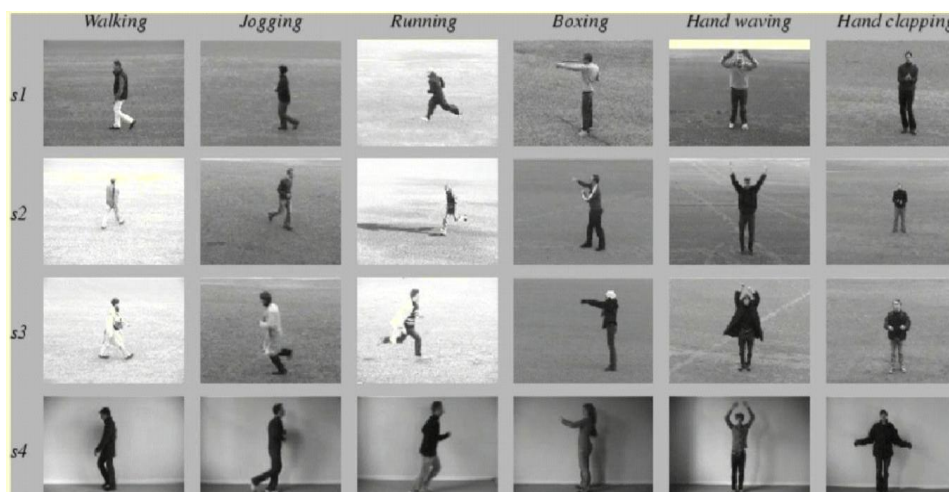 Walking Jogging Running Boxing Hand waving Hand clapping
s1
s2
s3
s4